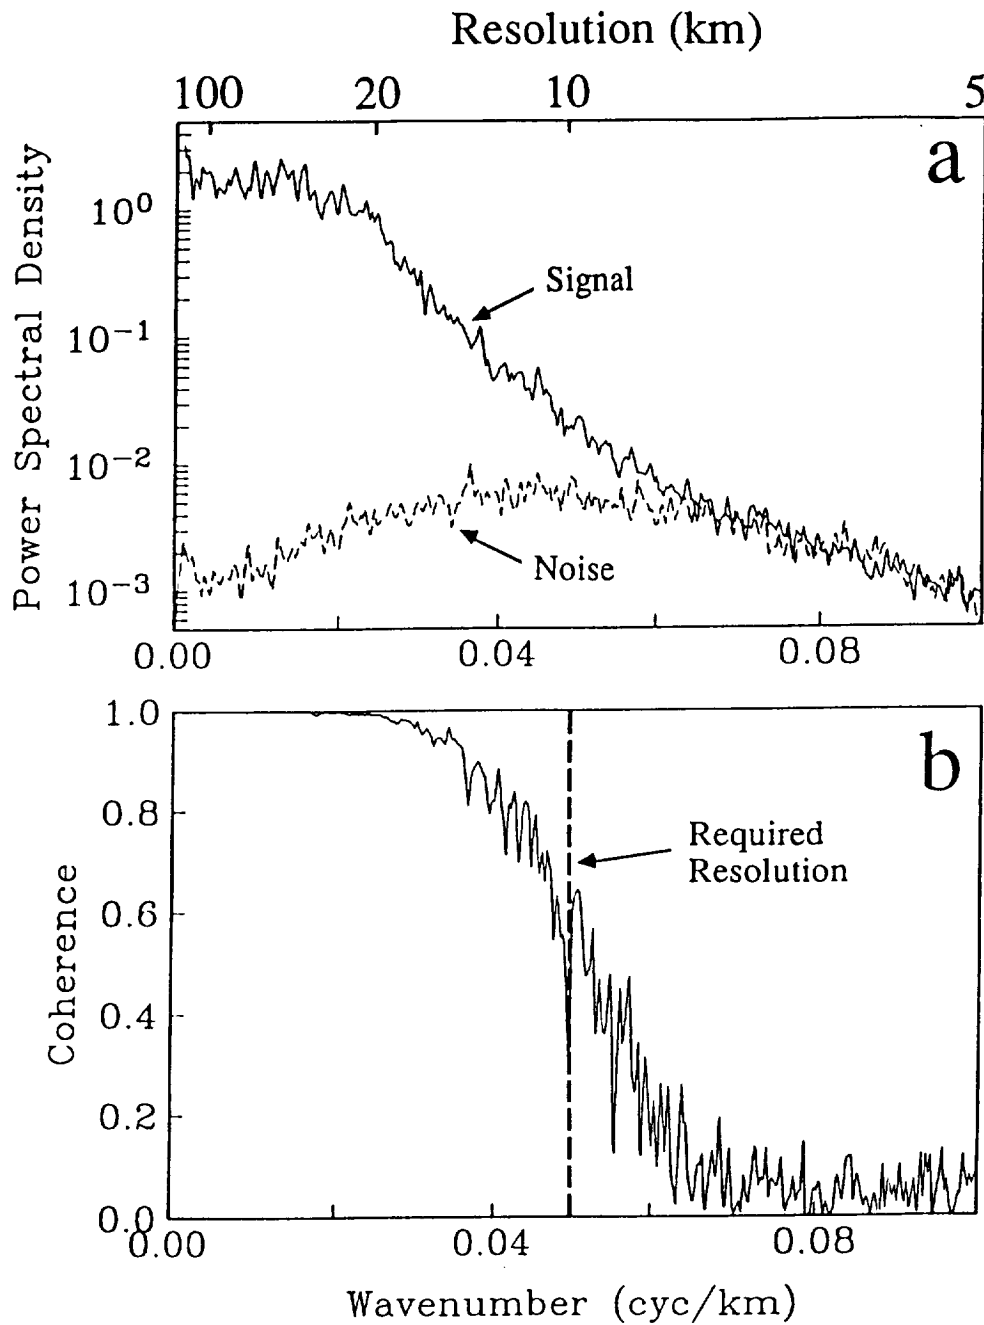 Resolution (km)
100 20 10 5
a
Power Spectral Density
10⁰
10⁻¹
10⁻²
10⁻³
Signal
Noise
0.00 0.04 0.08
b
Coherence
1.0
0.8
0.6
0.4
0.2
0.0
Required
Resolution
0.00 0.04 0.08
Wavenumber (cyc/km)